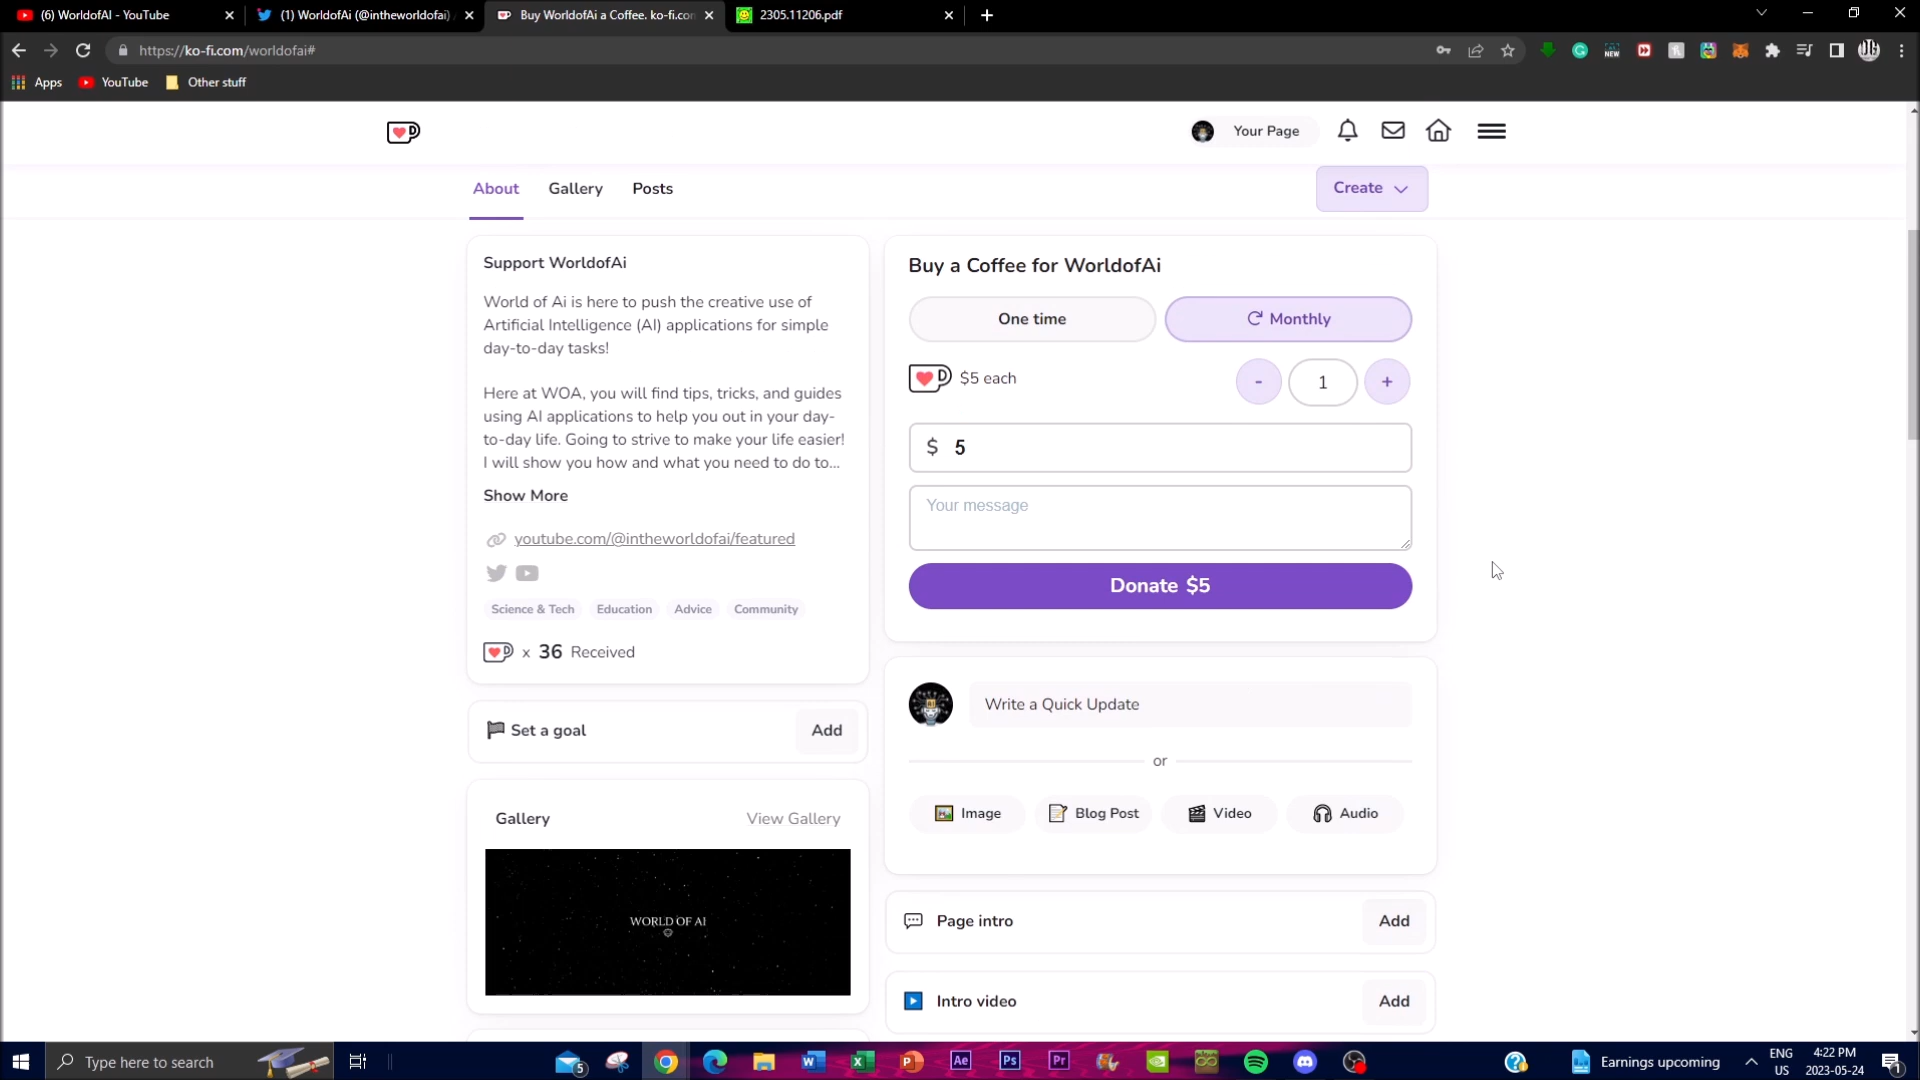 (6) WorldofAI - YouTube
(1) WorldofAi (@intheworldofai)
Buy WorldofAi a Coffee. ko-fi.com
2305.11206.pdf
https://ko-fi.com/worldofai#
NEW
Apps
YouTube
Other stuff
Your Page
About
Gallery
Posts
Create
Support WorldofAi
World of Ai is here to push the creative use of
Artificial Intelligence (AI) applications for simple
day-to-day tasks!
Here at WOA, you will find tips, tricks, and guides
using AI applications to help you out in your day-
to-day life. Going to strive to make your life easier!
I will show you how and what you need to do to...
Show More
youtube.com/@intheworldofai/featured
Science & Tech
Education
Advice
Community
x 36 Received
Set a goal
Add
Gallery
View Gallery
WORLD OF AI
Buy a Coffee for WorldofAi
One time
Monthly
$5 each
-
1
+
$ 5
Your message
Donate $5
Write a Quick Update
or
Image
Blog Post
Video
Audio
Page intro
Add
Intro video
Add
Type here to search
5
Ae
Ps
Pr
Earnings upcoming
ENG
US
4:22 PM
2023-05-24
1